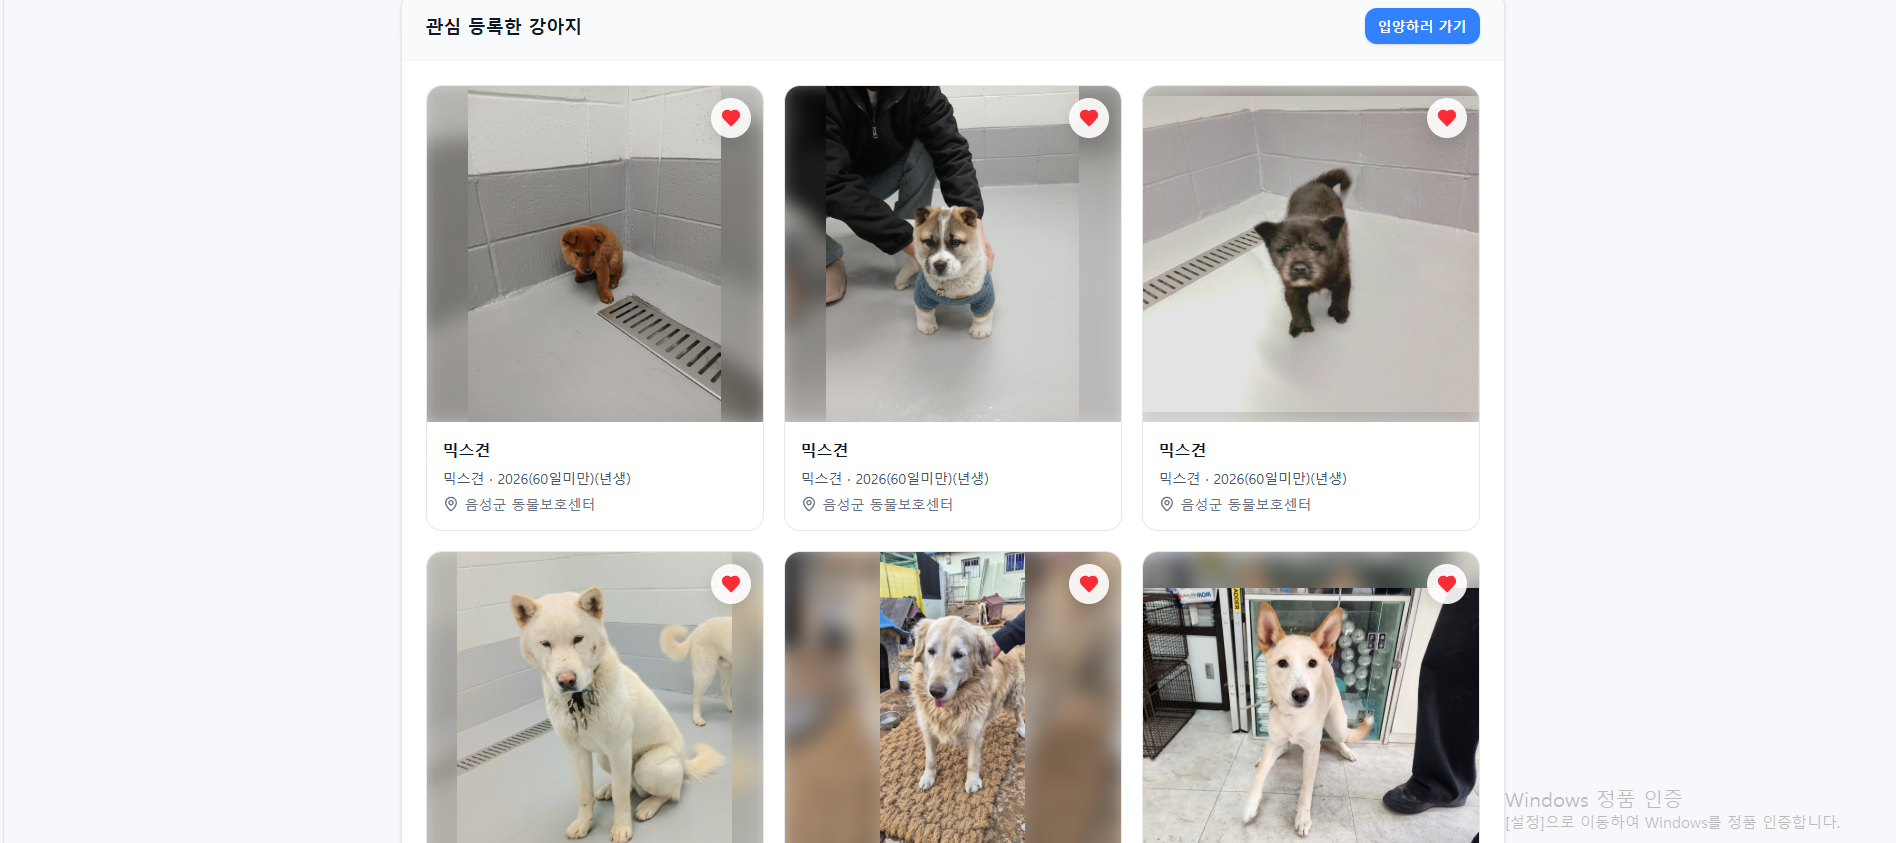 관심 등록한 강아지
입양하러 가기
믹스견
믹스견 · 2026(60일미만)(년생)
음성군 동물보호센터
믹스견
믹스견 · 2026(60일미만)(년생)
음성군 동물보호센터
믹스견
믹스견 · 2026(60일미만)(년생)
음성군 동물보호센터
Windows 정품 인증
[설정]으로 이동하여 Windows를 정품 인증합니다.